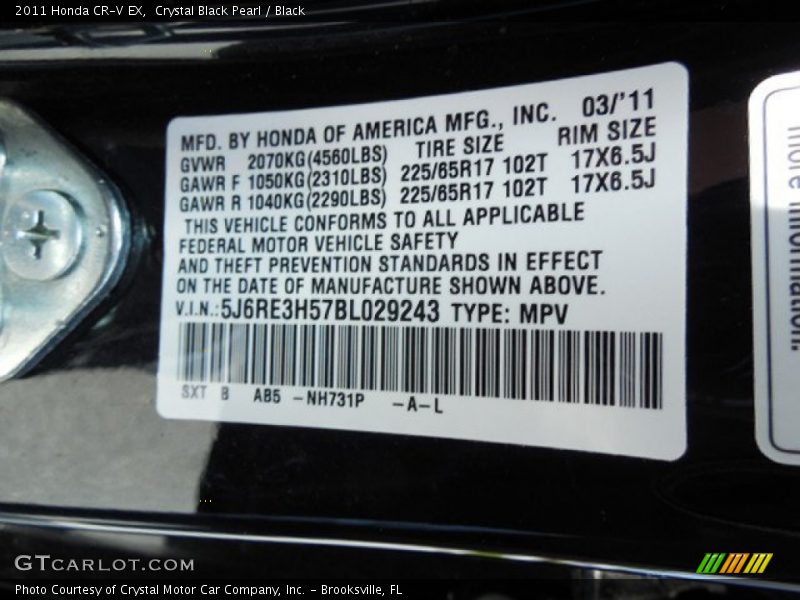 2011 Honda CR-V EX, Crystal Black Pearl / Black
MFD. BY HONDA OF AMERICA MFG., INC. 03/'11
GVWR 2070KG(4560LBS) TIRE SIZE RIM SIZE
GAWR F 1050KG(2310LBS) 225/65R17 102T 17X6.5J
GAWR R 1040KG(2290LBS) 225/65R17 102T 17X6.5J
THIS VEHICLE CONFORMS TO ALL APPLICABLE
FEDERAL MOTOR VEHICLE SAFETY
AND THEFT PREVENTION STANDARDS IN EFFECT
ON THE DATE OF MANUFACTURE SHOWN ABOVE.
V.I.N.:5J6RE3H57BL029243 TYPE: MPV
SXT B AB5 -NH731P -A-L
more information.
GTCARLOT.COM
Photo Courtesy of Crystal Motor Car Company, Inc. - Brooksville, FL